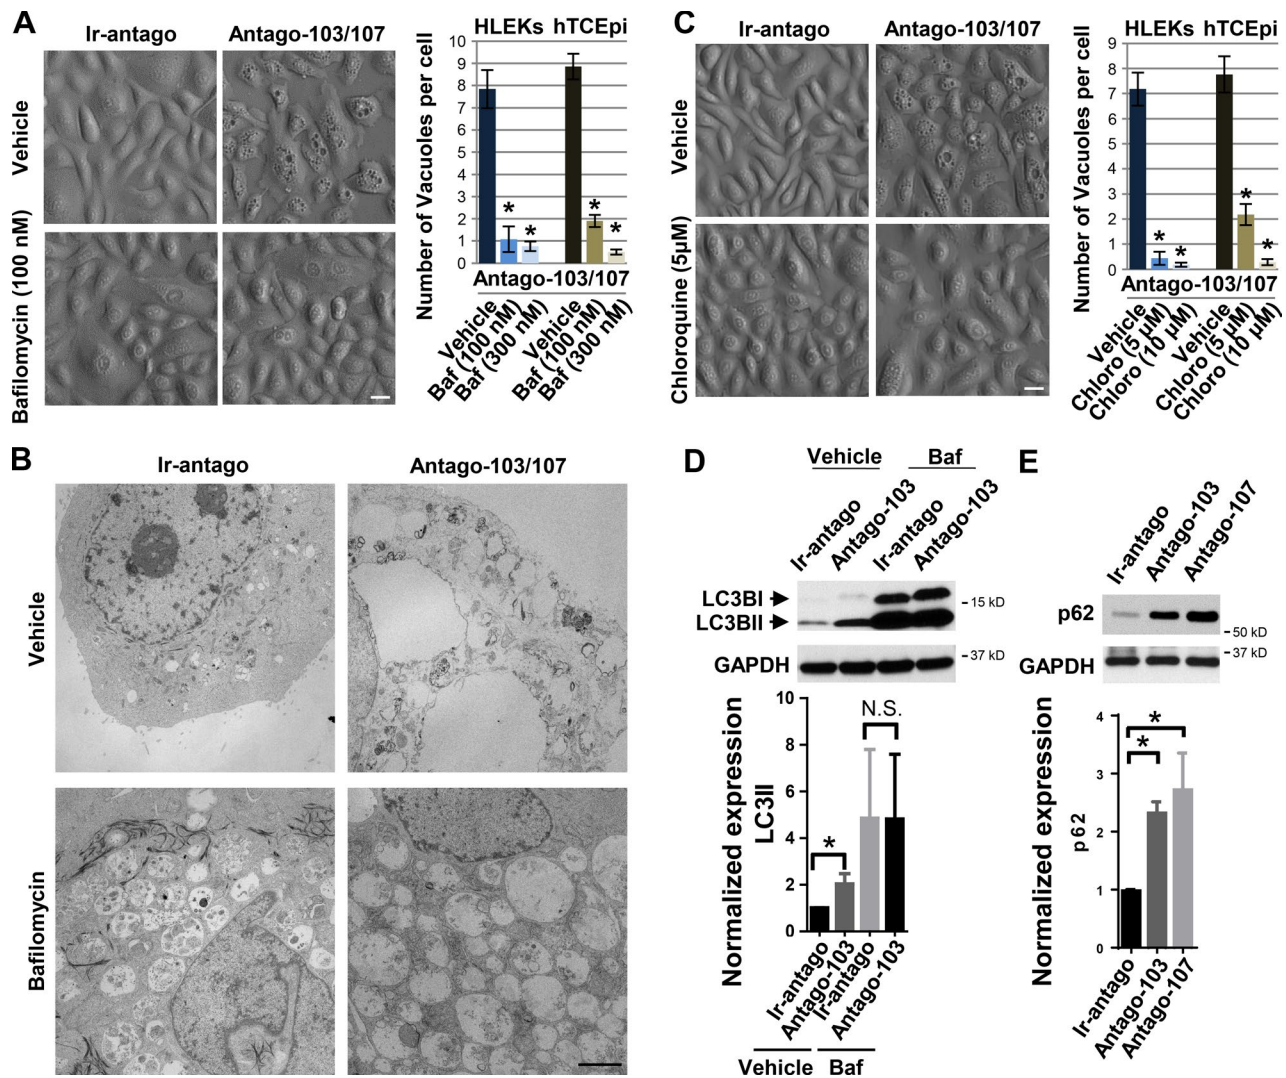 A
Ir-antago
Antago-103/107
Vehicle
Bafilomycin (100 nM)
HLEKs hTCEpi
Number of Vacuoles per cell
10
9
8
7
6
5
4
3
2
1
0
* * * *
Antago-103/107
Vehicle
Baf (100 nM)
Baf (300 nM)
Vehicle
Baf (100 nM)
Baf (300 nM)
C
Ir-antago
Antago-103/107
Vehicle
Chloroquine (5µM)
HLEKs hTCEpi
Number of Vacuoles per cell
9
8
7
6
5
4
3
2
1
0
* * * *
Antago-103/107
Vehicle
Chloro (5 µM)
Chloro (10 µM)
Vehicle
Chloro (5 µM)
Chloro (10 µM)
B
Ir-antago
Antago-103/107
Vehicle
Bafilomycin
D
Vehicle Baf
Ir-antago
Antago-103
Ir-antago
Antago-103
LC3BI
LC3BII
- 15 kD
- 37 kD
GAPDH
Normalized expression
LC3II
10
8
6
4
2
0
*
N.S.
Ir-antago
Antago-103
Ir-antago
Antago-103
Vehicle Baf
E
Ir-antago
Antago-103
Antago-107
p62
- 50 kD
- 37 kD
GAPDH
Normalized expression
p62
4
3
2
1
0
*
*
Ir-antago
Antago-103
Antago-107